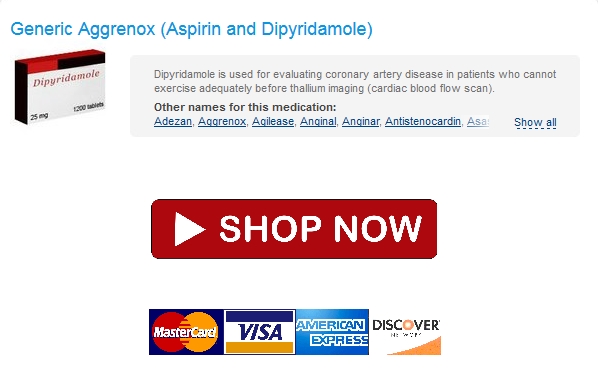 Generic Aggrenox (Aspirin and Dipyridamole)
Dipyridamole
25 mg
1200 tablets
Dipyridamole is used for evaluating coronary artery disease in patients who cannot
exercise adequately before thallium imaging (cardiac blood flow scan).
Other names for this medication:
Adezan, Aggrenox, Agilease, Anginal, Anginar, Antistenocardin, Asas
Show all
SHOP NOW
MasterCard
VISA
AMERICAN
EXPRESS
DISCOVER
NETWORK